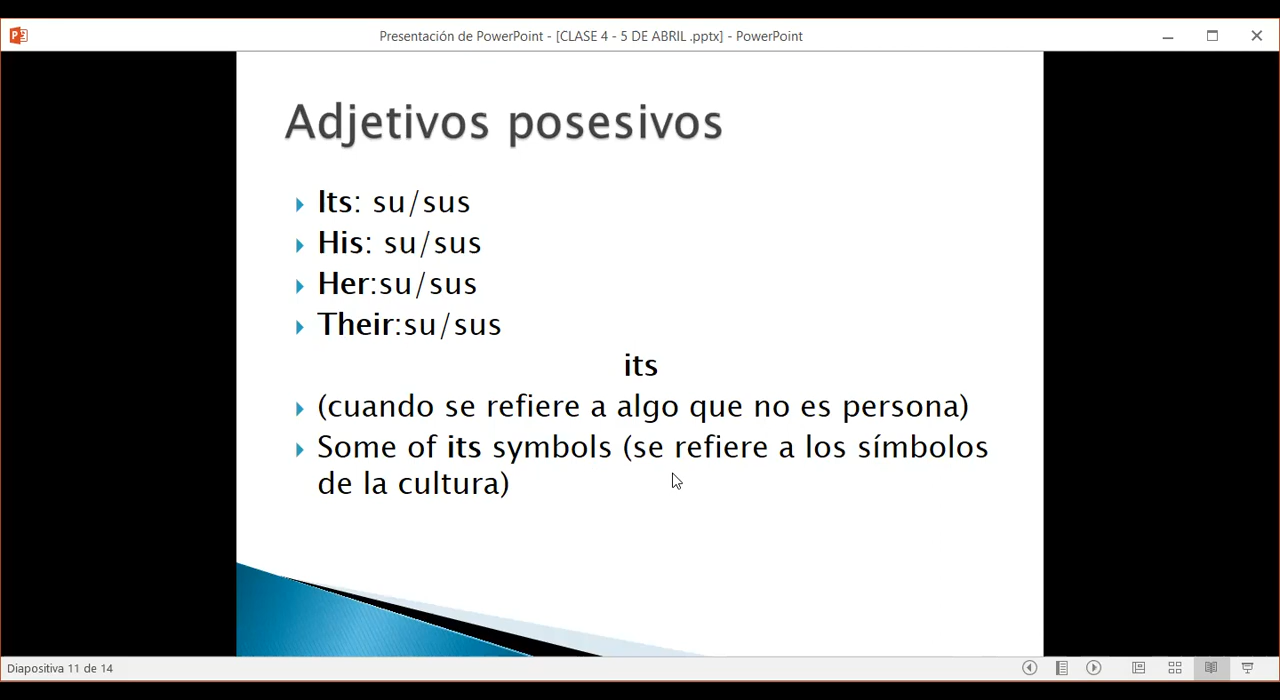 Presentación de PowerPoint - [CLASE 4 - 5 DE ABRIL .pptx] - PowerPoint
Adjetivos posesivos
Its: su/sus
His: su/sus
Her:su/sus
Their:su/sus
its
(cuando se refiere a algo que no es persona)
Some of its symbols (se refiere a los símbolos
de la cultura)
Diapositiva 11 de 14